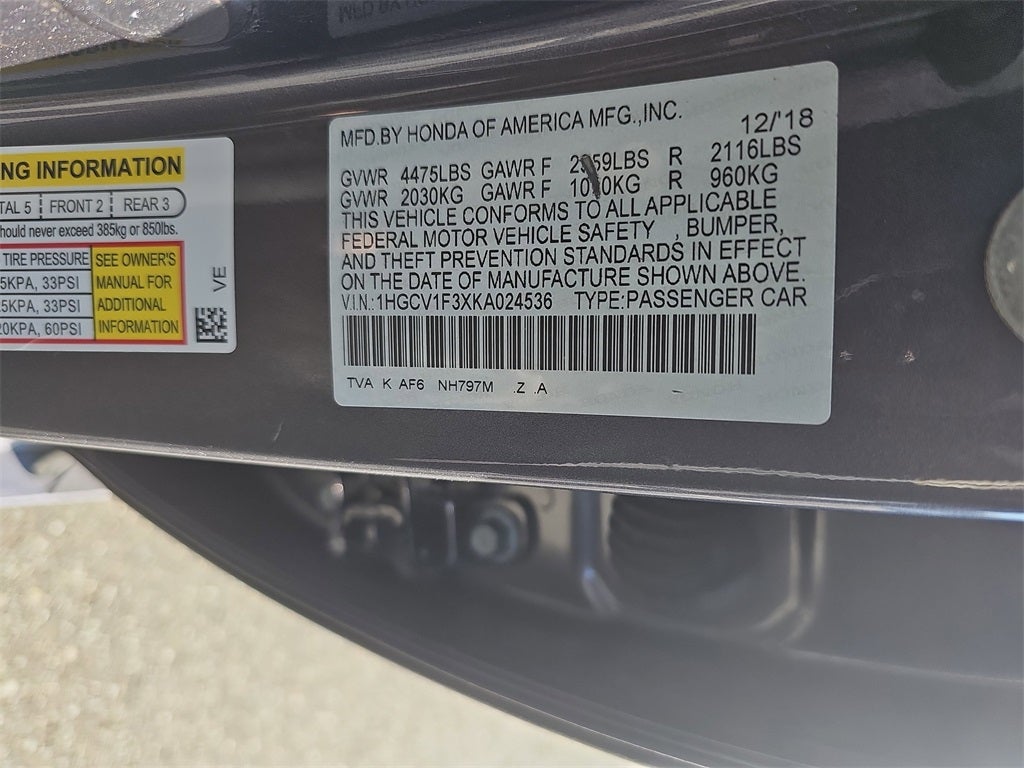 MFD.BY HONDA OF AMERICA MFG.,INC.
12/'18
GVWR 4475LBS GAWR F LBS R 2116LBS
GVWR 2030KG GAWR F KG R 960KG
THIS VEHICLE CONFORMS TO ALL APPLICABLE
FEDERAL MOTOR VEHICLE SAFETY , BUMPER,
AND THEFT PREVENTION STANDARDS IN EFFECT
ON THE DATE OF MANUFACTURE SHOWN ABOVE.
V.I.N.:1HGCV1F3XKA024536 TYPE:PASSENGER CAR
TVA K AF6 NH797M .Z .A
NG INFORMATION
TAL 5 FRONT 2 REAR 3
hould never exceed 385kg or 850lbs.
TIRE PRESSURE
5KPA, 33PSI
5KPA, 33PSI
20KPA, 60PSI
SEE OWNER'S
MANUAL FOR
ADDITIONAL
INFORMATION
VE